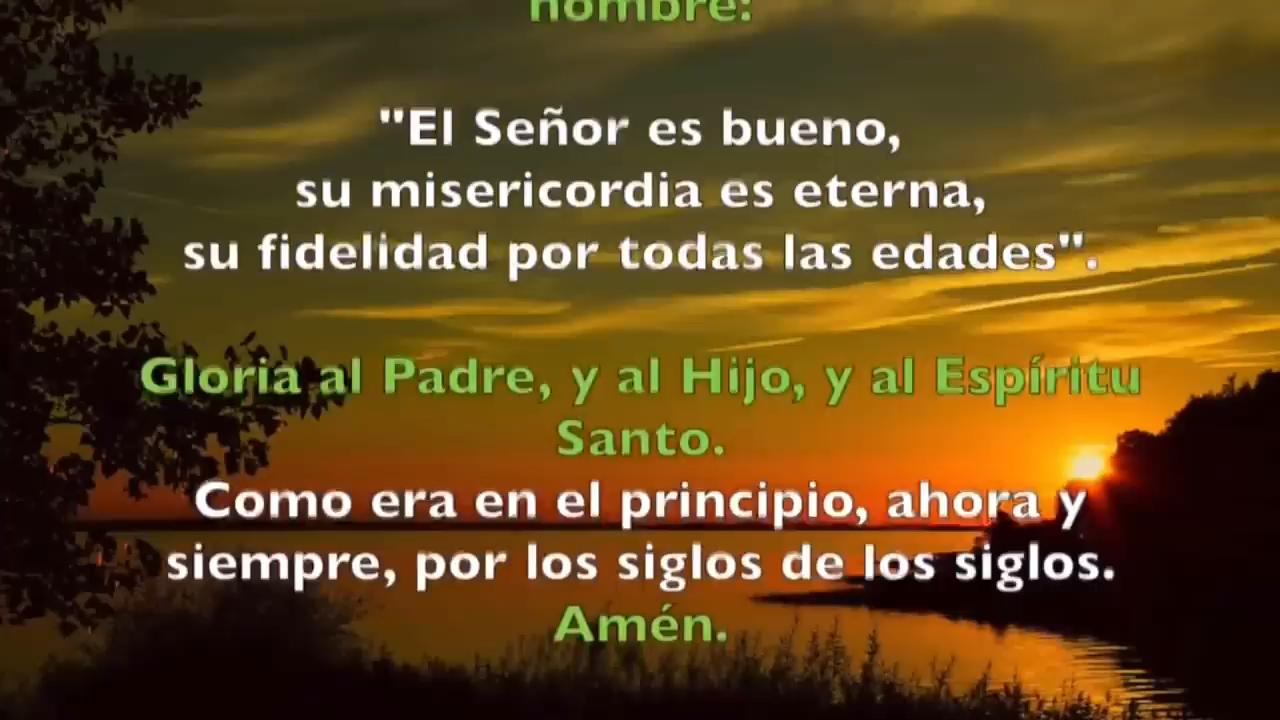 nombre:
"El Señor es bueno,
su misericordia es eterna,
su fidelidad por todas las edades".
Gloria al Padre, y al Hijo, y al Espíritu
Santo.
Como era en el principio, ahora y
siempre, por los siglos de los siglos.
Amén.